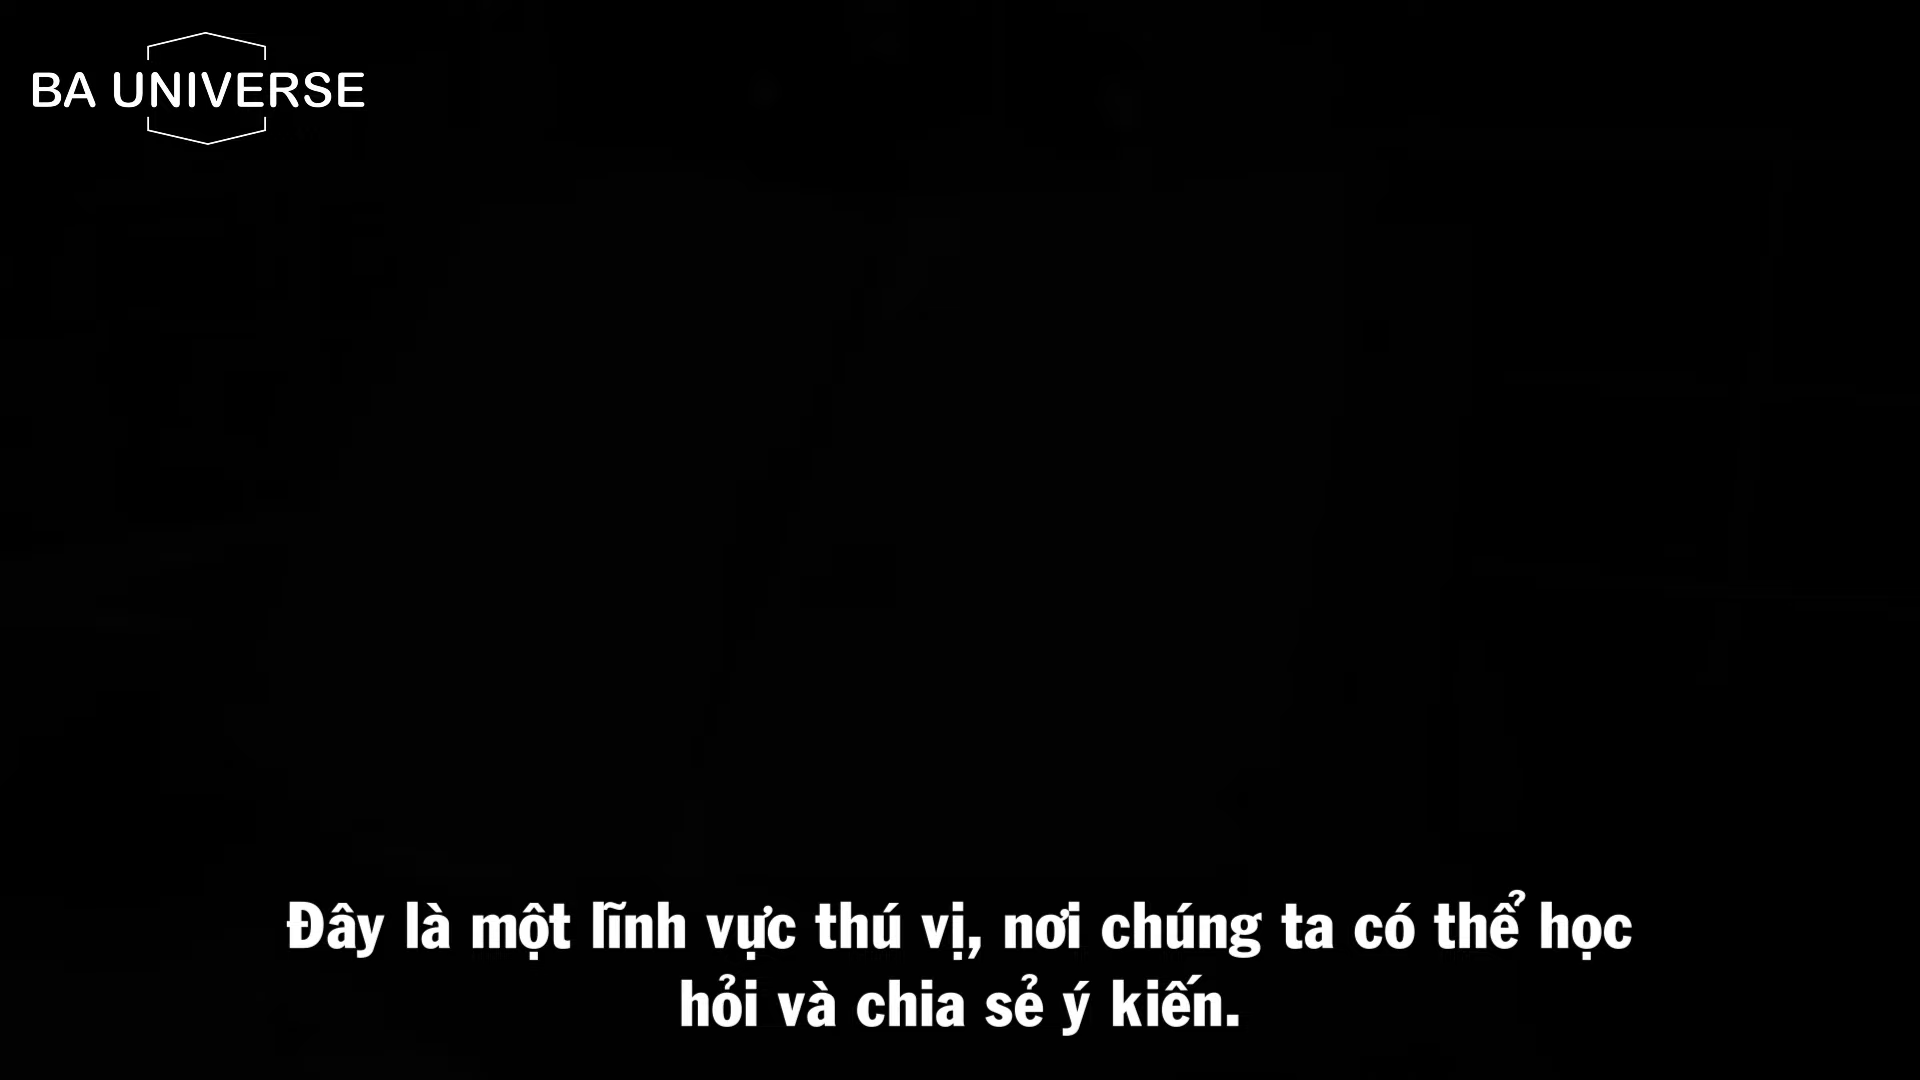 BA UNIVERSE
Đây là một lĩnh vực thú vị, nơi chúng ta có thể học
hỏi và chia sẻ ý kiến.